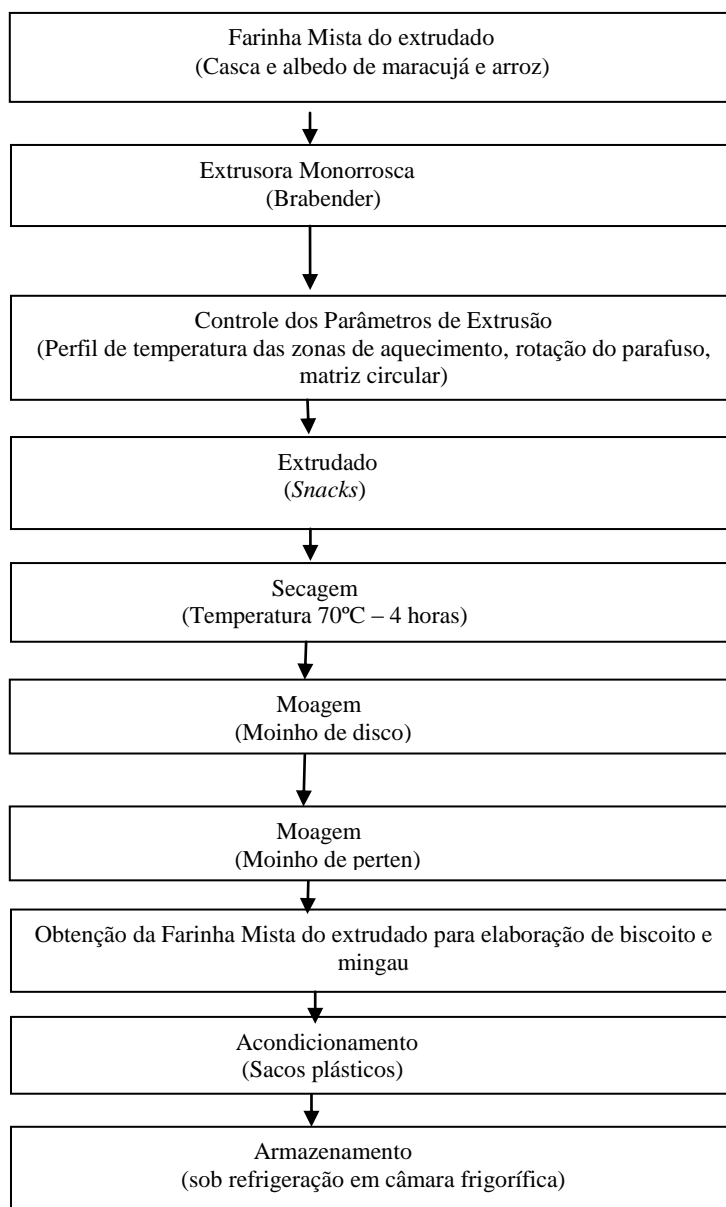 Farinha Mista do extrudado
(Casca e albedo de maracujá e arroz)
Extrusora Monorrosca
(Brabender)
Controle dos Parâmetros de Extrusão
(Perfil de temperatura das zonas de aquecimento, rotação do parafuso,
matriz circular)
Extrudado
(Snacks)
Secagem
(Temperatura 70ºC – 4 horas)
Moagem
(Moinho de disco)
Moagem
(Moinho de perten)
Obtenção da Farinha Mista do extrudado para elaboração de biscoito e
mingau
Acondicionamento
(Sacos plásticos)
Armazenamento
(sob refrigeração em câmara frigorífica)